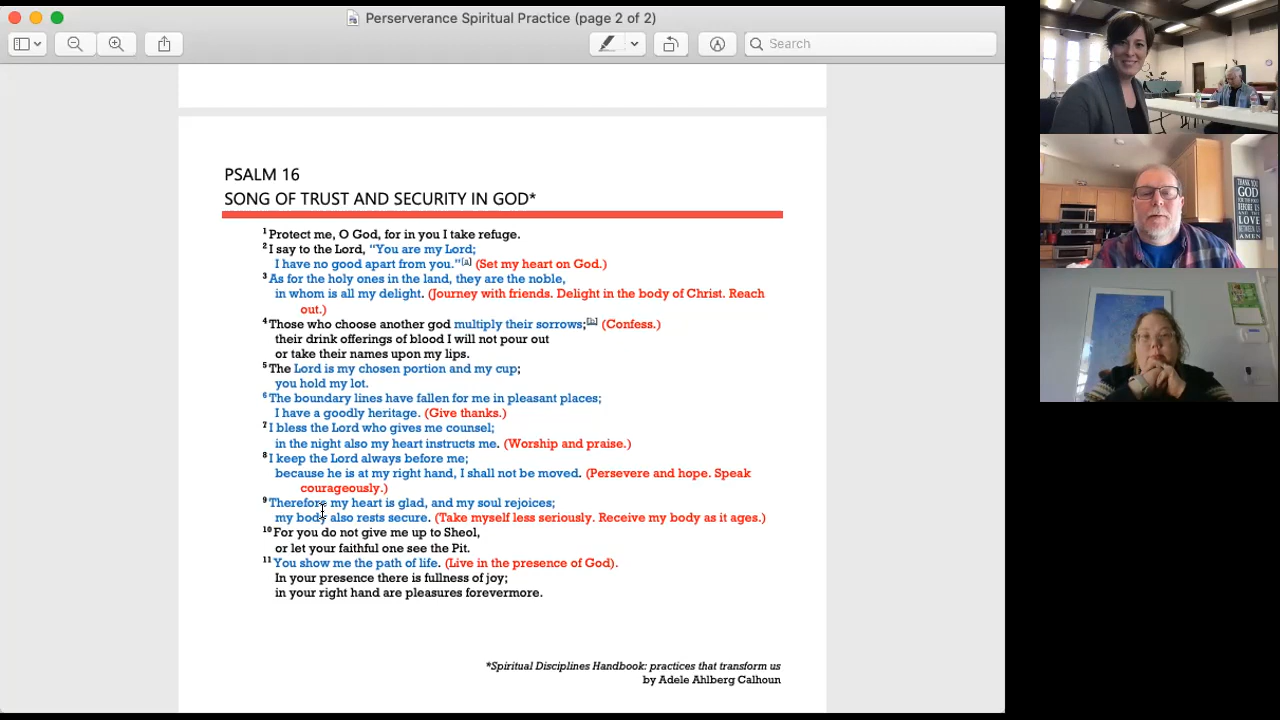 Perserverance Spiritual Practice (page 2 of 2)
Search
PSALM 16
SONG OF TRUST AND SECURITY IN GOD*
1 Protect me, O God, for in you I take refuge.
2 I say to the Lord, “You are my Lord;
I have no good apart from you.”[a] (Set my heart on God.)
3 As for the holy ones in the land, they are the noble,
in whom is all my delight. (Journey with friends. Delight in the body of Christ. Reach
out.)
4 Those who choose another god multiply their sorrows;[b] (Confess.)
their drink offerings of blood I will not pour out
or take their names upon my lips.
5 The Lord is my chosen portion and my cup;
you hold my lot.
6 The boundary lines have fallen for me in pleasant places;
I have a goodly heritage. (Give thanks.)
7 I bless the Lord who gives me counsel;
in the night also my heart instructs me. (Worship and praise.)
8 I keep the Lord always before me;
because he is at my right hand, I shall not be moved. (Persevere and hope. Speak
courageously.)
9 Therefore my heart is glad, and my soul rejoices;
my body also rests secure. (Take myself less seriously. Receive my body as it ages.)
10 For you do not give me up to Sheol,
or let your faithful one see the Pit.
11 You show me the path of life. (Live in the presence of God).
In your presence there is fullness of joy;
in your right hand are pleasures forevermore.
*Spiritual Disciplines Handbook: practices that transform us
by Adele Ahlberg Calhoun
THANK YOU
GOD
BEFORE US
AND THE
LOVE
BETWEEN US
AMEN